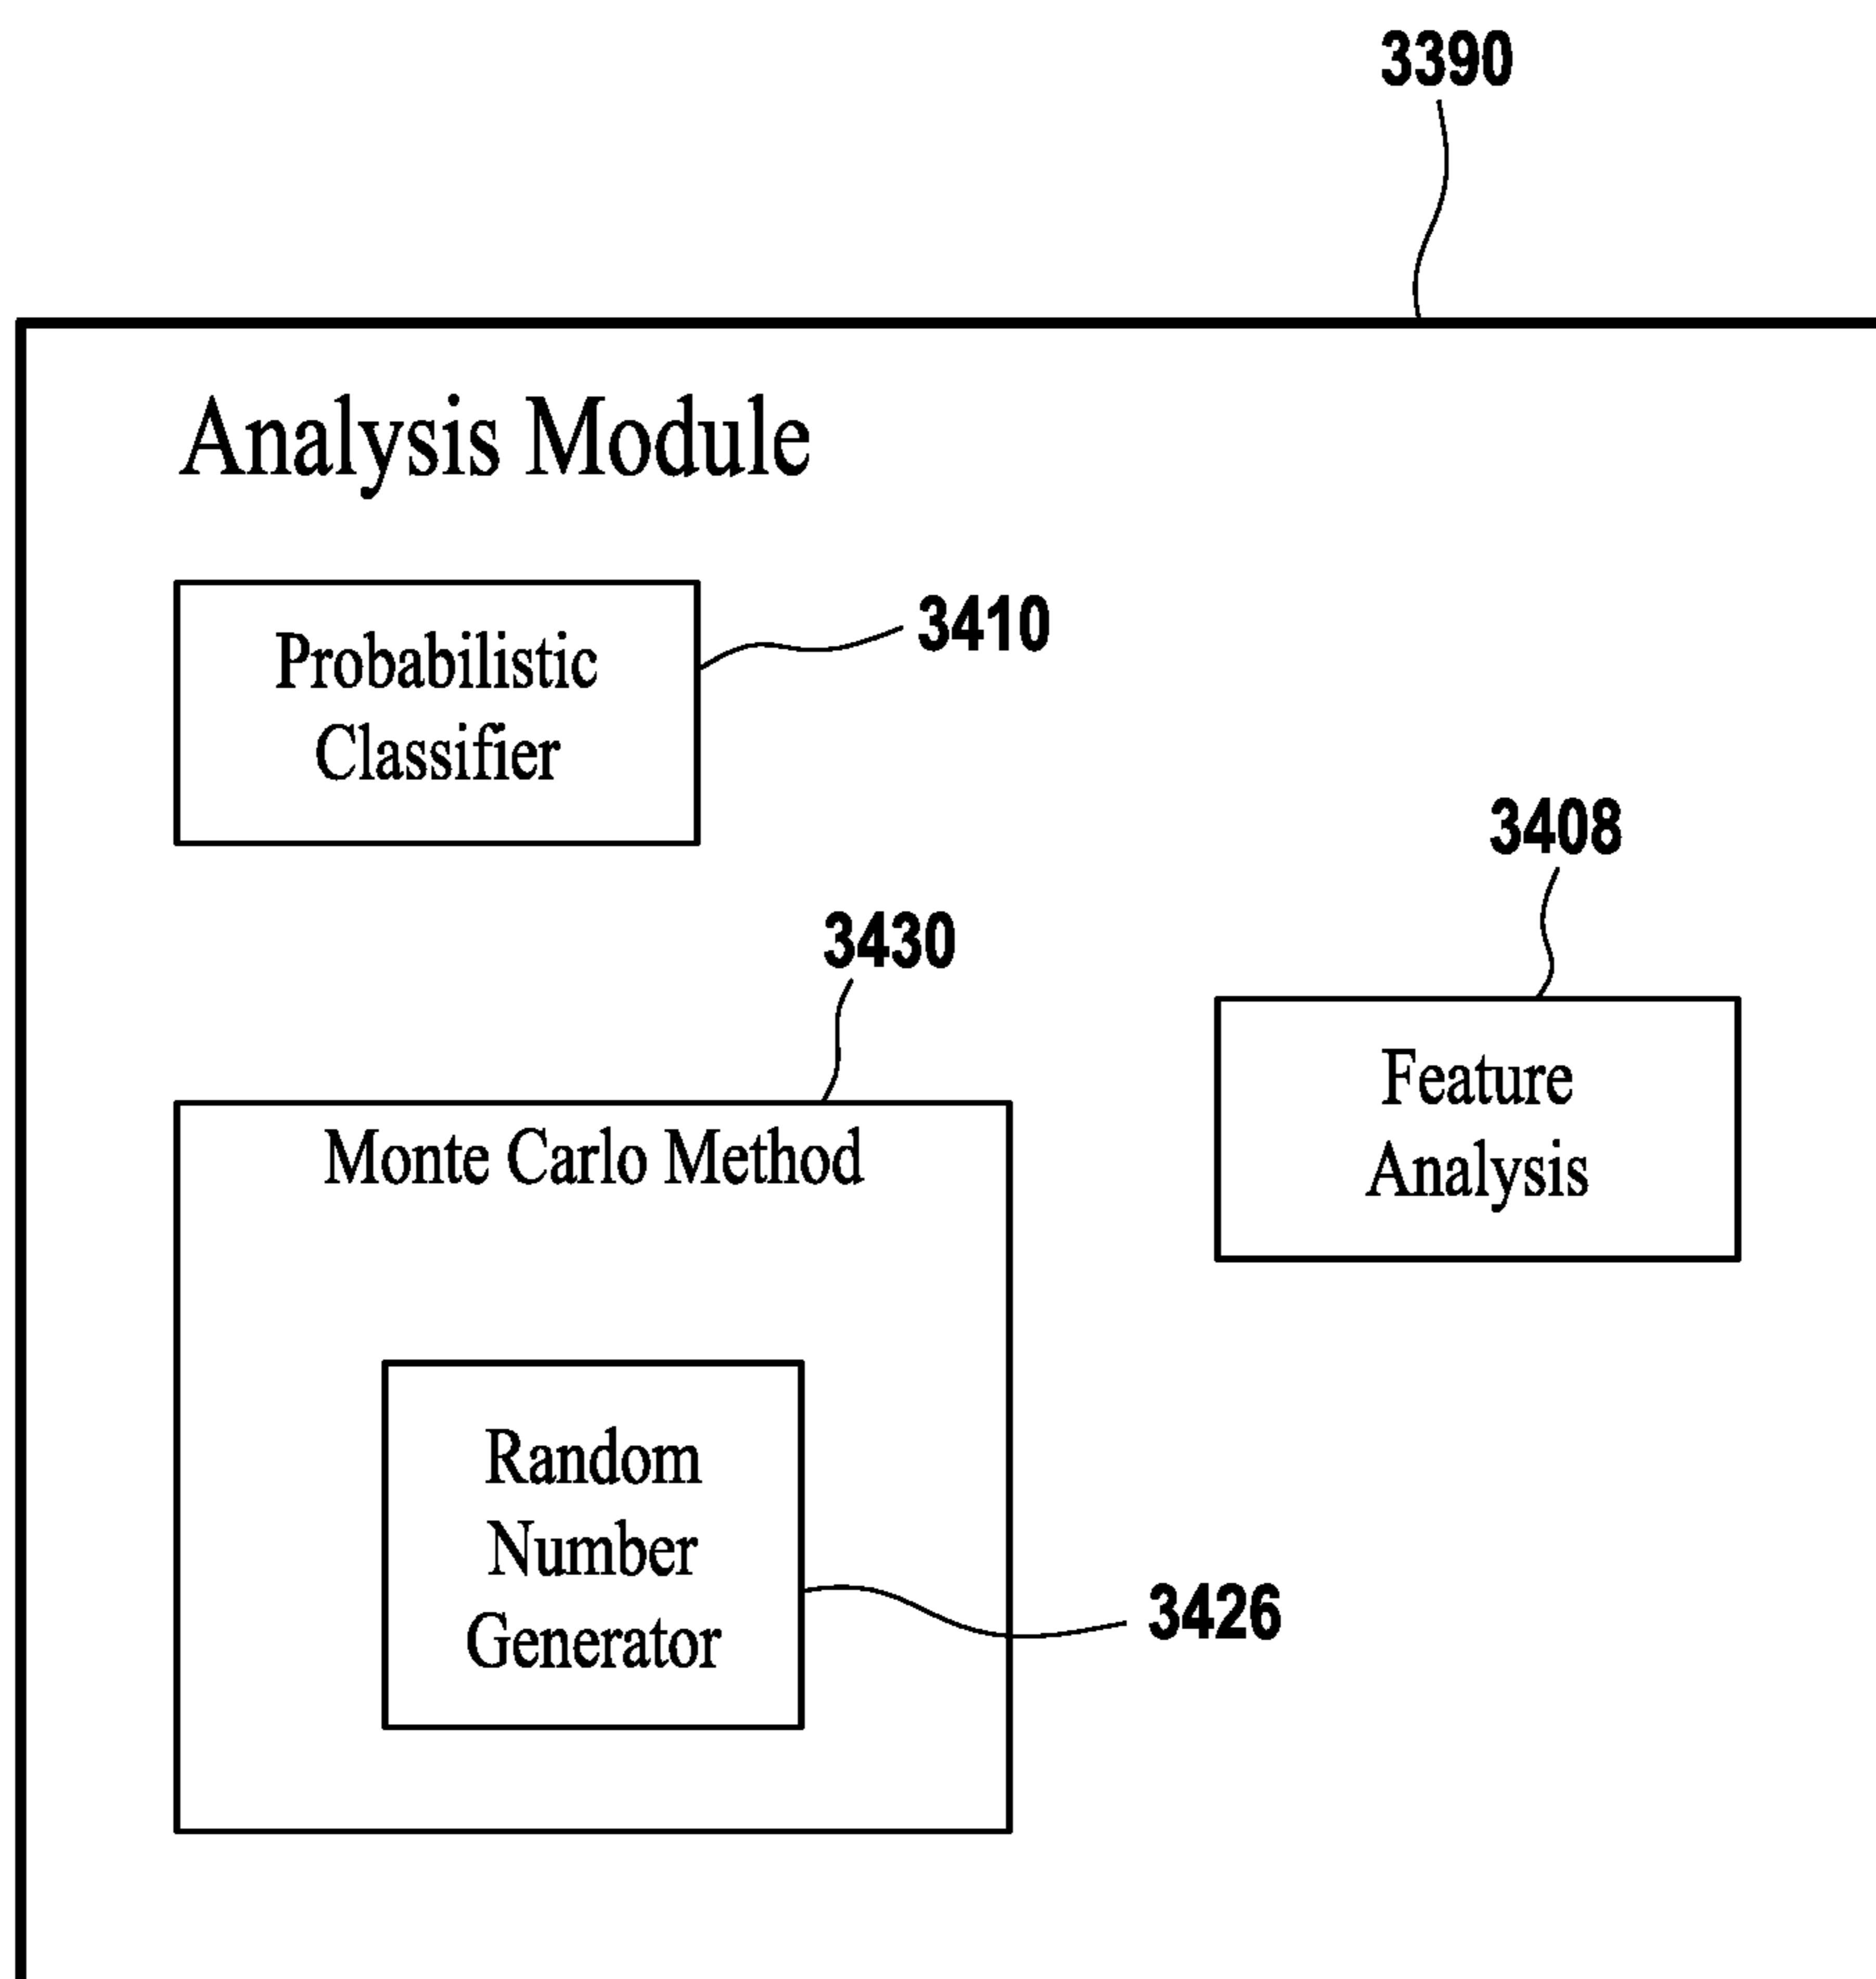 3390
Analysis Module
Probabilistic
Classifier
3410
3408
3430
Feature
Analysis
Monte Carlo Method
Random
Number
Generator
3426